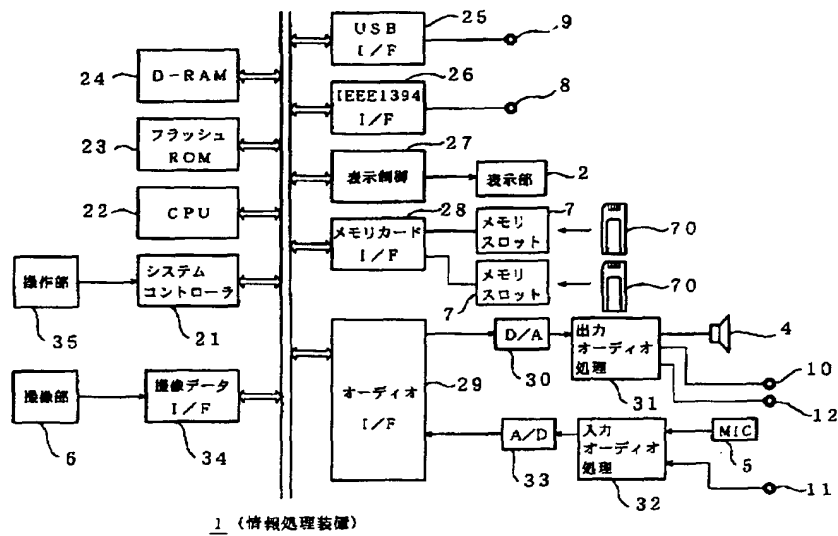 25
USB
I/F
9
24
D-RAM
26
IEEE1394
I/F
8
23
フラッシュ
ROM
27
表示制御
表示部
2
22
CPU
28
メモリカード
I/F
7
メモリ
スロット
70
操作部
35
システム
コントローラ
21
7
メモリ
スロット
70
撮像部
6
撮像データ
I/F
34
オーディオ
I/F
29
D/A
30
出力
オーディオ
処理
31
4
10
12
A/D
33
入力
オーディオ
処理
32
MIC
5
11
1 (情報処理装置)